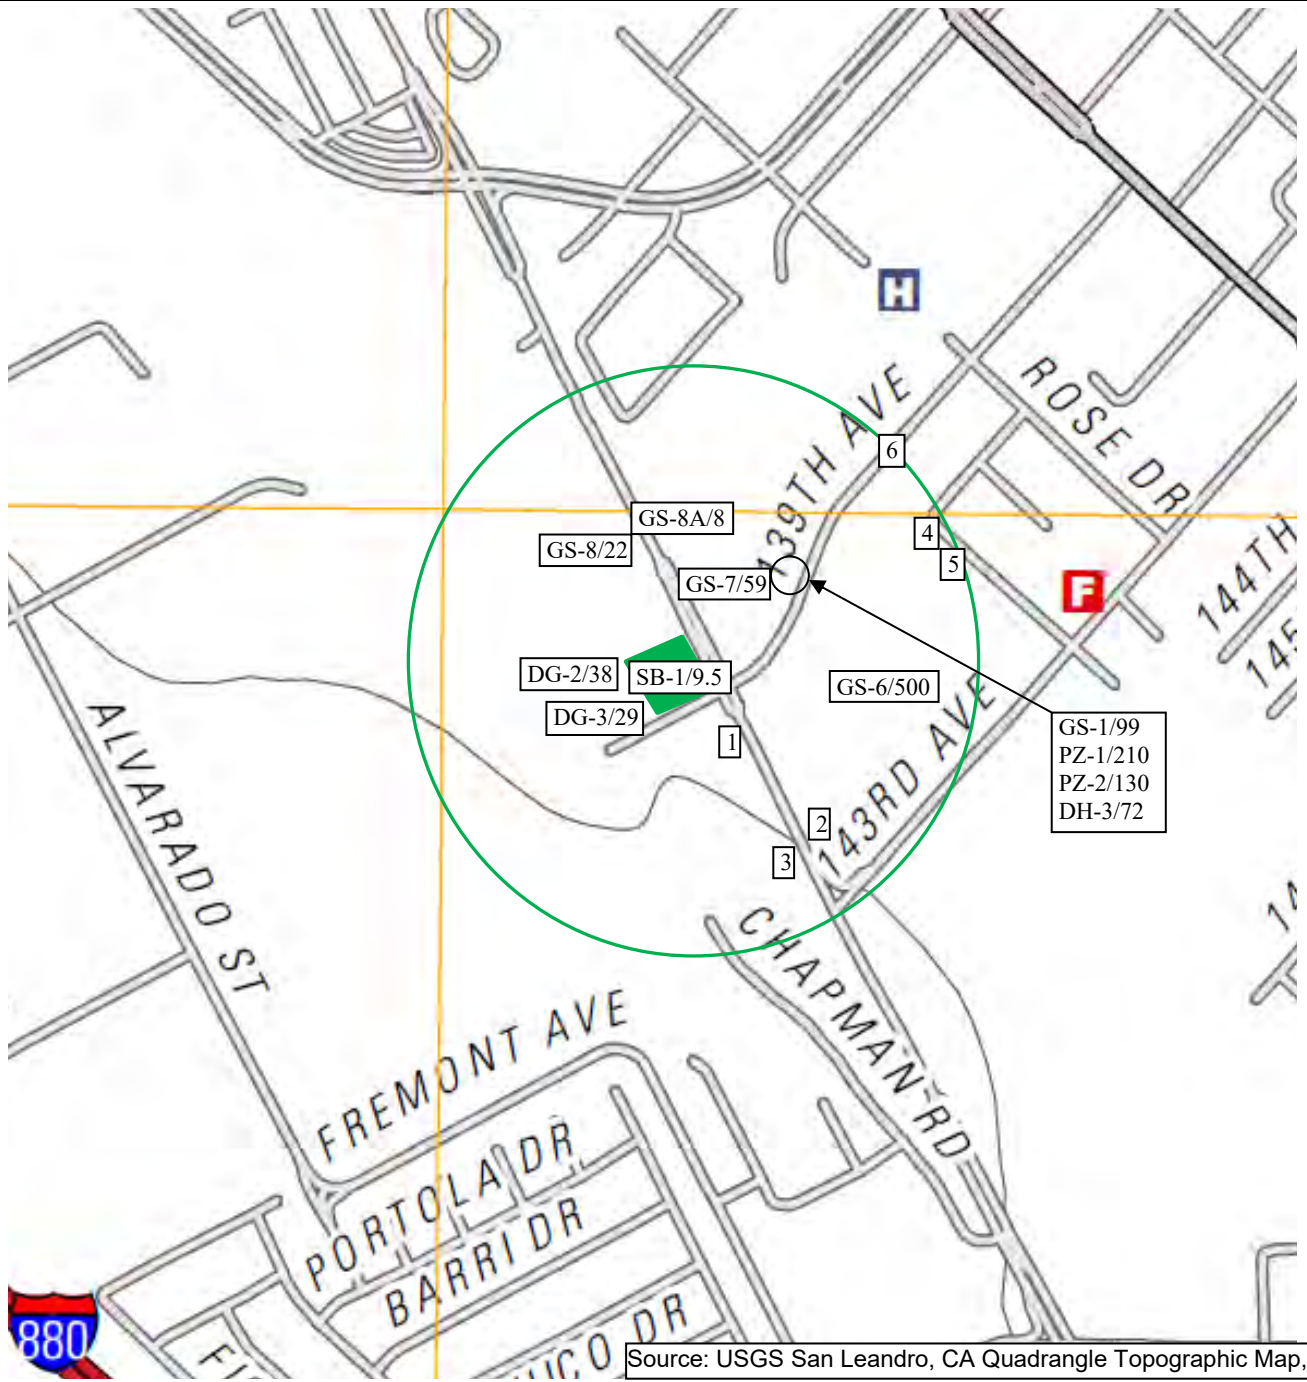 H
139TH AVE
ROSE DR
6
GS-8A/8
4
GS-8/22
5
144TH
GS-7/59
F
145
DG-2/38
SB-1/9.5
GS-6/500
DG-3/29
1
GS-1/99
PZ-1/210
PZ-2/130
DH-3/72
ALVARADO ST
143RD AVE
2
3
14
CHAPMAN RD
FREMONT AVE
PORTOLA DR
BARRI DR
880
Source: USGS San Leandro, CA Quadrangle Topographic Map,